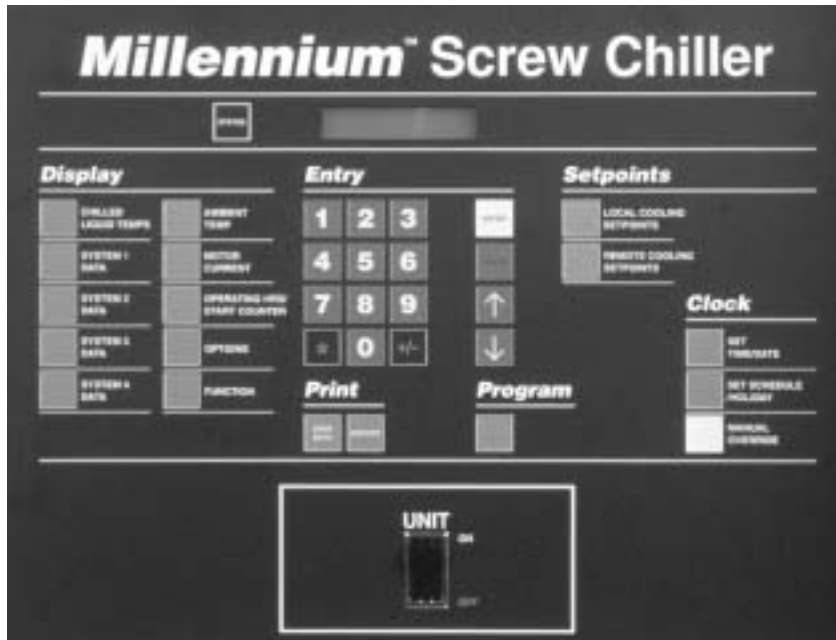 Millennium™ Screw Chiller
STATUS
Display
CHILLED
LIQUID TEMPS
SYSTEM 1
DATA
SYSTEM 2
DATA
SYSTEM 3
DATA
SYSTEM 4
DATA
AMBIENT
TEMP
MOTOR
CURRENT
OPERATING HRS/
START COUNTER
OPTIONS
FUNCTION
Entry
1 2 3
4 5 6
7 8 9
* 0 +/-
↑
↓
Print
Program
Setpoints
LOCAL COOLING
SETPOINTS
REMOTE COOLING
SETPOINTS
Clock
SET
TIME/DATE
SET SCHEDULE
/HOLIDAY
MANUAL
OVERRIDE
UNIT
ON
OFF